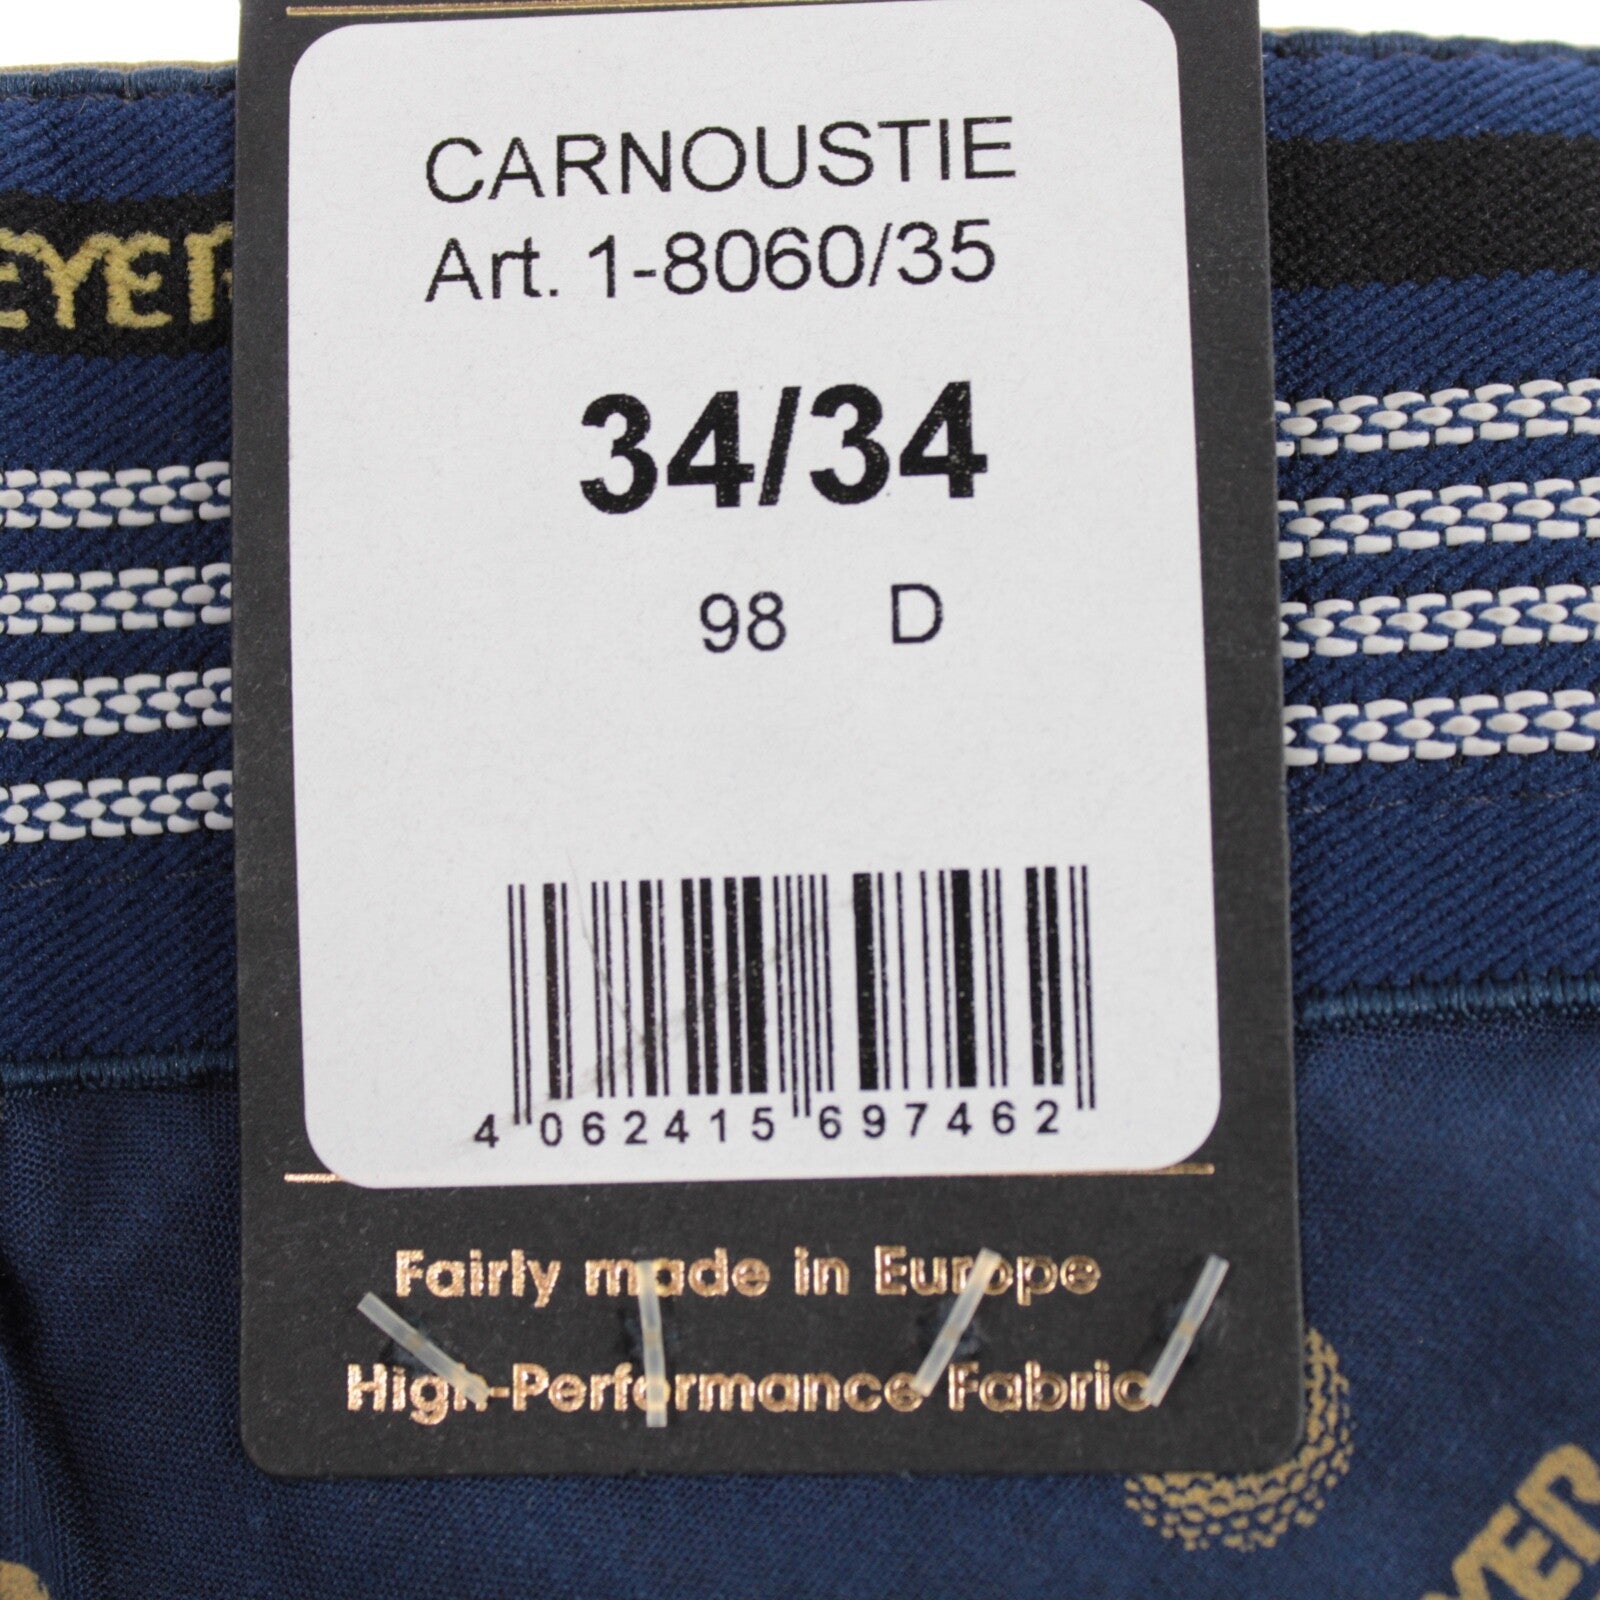 CARNOUSTIE
Art. 1-8060/35
34/34
98 D
4 062415 697462
Fairly made in Europe
High-Performance Fabric